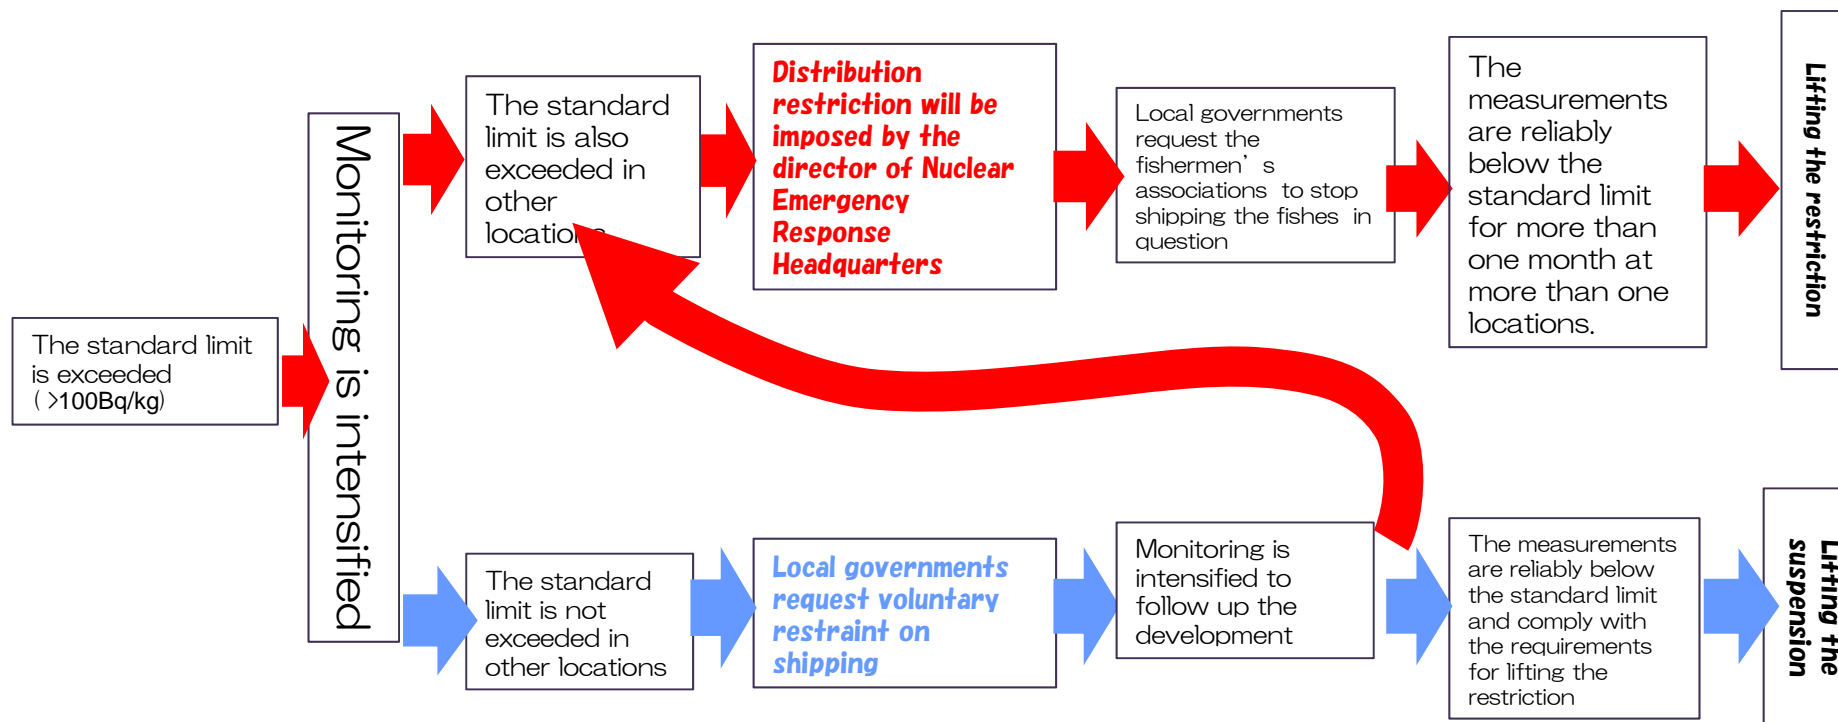 The standard limit
is exceeded
( >100Bq/kg)
Monitoring is intensified
The standard
limit is also
exceeded in
other
locations
Distribution
restriction will be
imposed by the
director of Nuclear
Emergency
Response
Headquarters
Local governments
request the
fishermen’ s
associations to stop
shipping the fishes in
question
The
measurements
are reliably
below the
standard limit
for more than
one month at
more than one
locations.
Lifting the restriction
The standard
limit is not
exceeded in
other locations
Local governments
request voluntary
restraint on
shipping
Monitoring is
intensified to
follow up the
development
The measurements
are reliably below
the standard limit
and comply with
the requirements
for lifting the
restriction
Lifting the
suspension